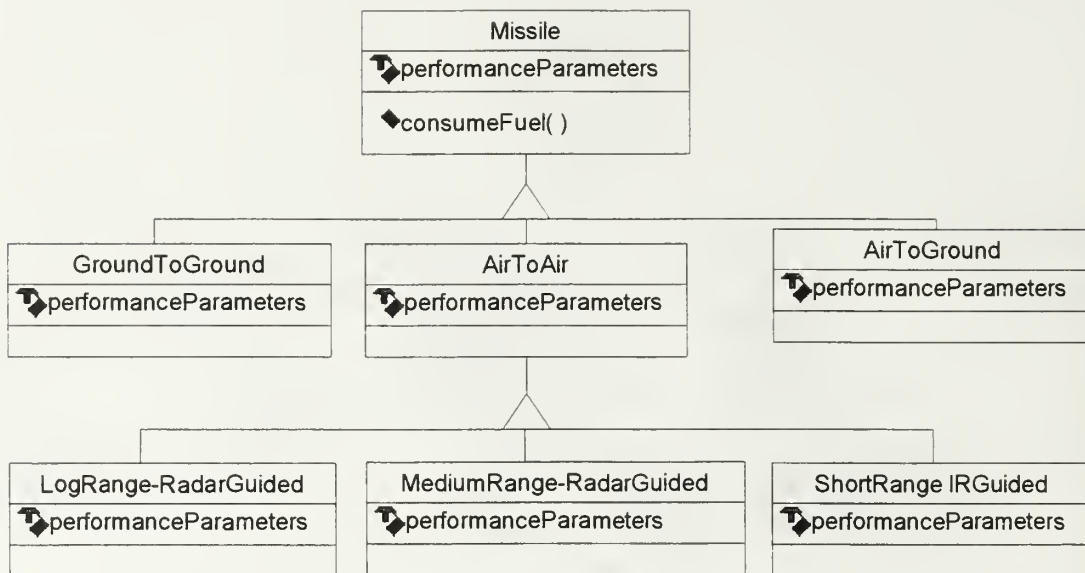 Missile
performanceParameters
consumeFuel( )
GroundToGround
performanceParameters
AirToAir
performanceParameters
AirToGround
performanceParameters
LogRange-RadarGuided
performanceParameters
MediumRange-RadarGuided
performanceParameters
ShortRange IRGuided
performanceParameters